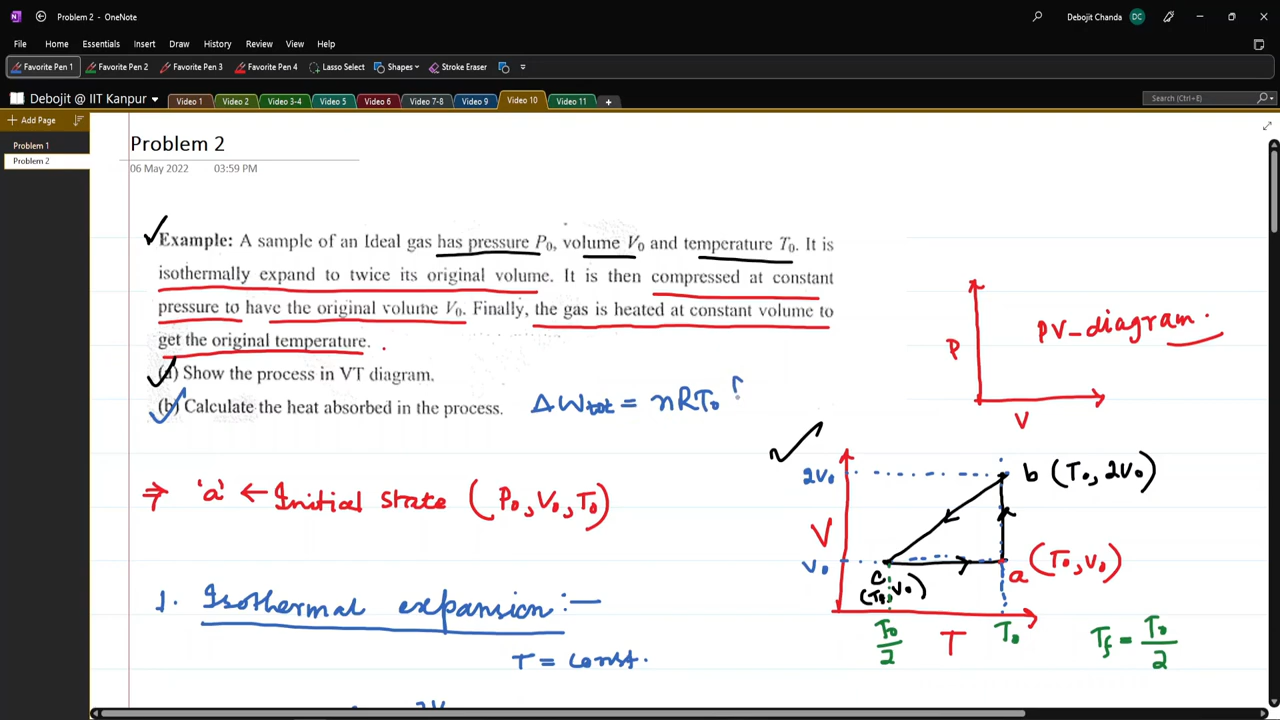 Problem 2 - OneNote
Debojit Chanda DC
File Home Essentials Insert Draw History Review View Help
Favorite Pen 1 Favorite Pen 2 Favorite Pen 3 Favorite Pen 4 Lasso Select Shapes Stroke Eraser
Debojit @ IIT Kanpur Video 1 Video 2 Video 3-4 Video 5 Video 6 Video 7-8 Video 9 Video 10 Video 11 + Search (Ctrl+E)
+ Add Page
Problem 1
Problem 2
Problem 2
06 May 2022 03:59 PM
Example: A sample of an Ideal gas has pressure P₀, volume V₀ and temperature T₀. It is
isothermally expand to twice its original volume. It is then compressed at constant
pressure to have the original volume V₀. Finally, the gas is heated at constant volume to
get the original temperature.
(a) Show the process in VT diagram.
(b) Calculate the heat absorbed in the process.
ΔWtot = nRT₀ [
P
PV-diagram.
V
⇒ 'a' ← Initial State (P₀, V₀, T₀)
1. Isothermal expansion :—
T = const.
2V₀
b (T₀, 2V₀)
V
V₀
a (T₀, V₀)
c
(Tf, V₀)
T₀/2
T
T₀
Tf = T₀/2
2V